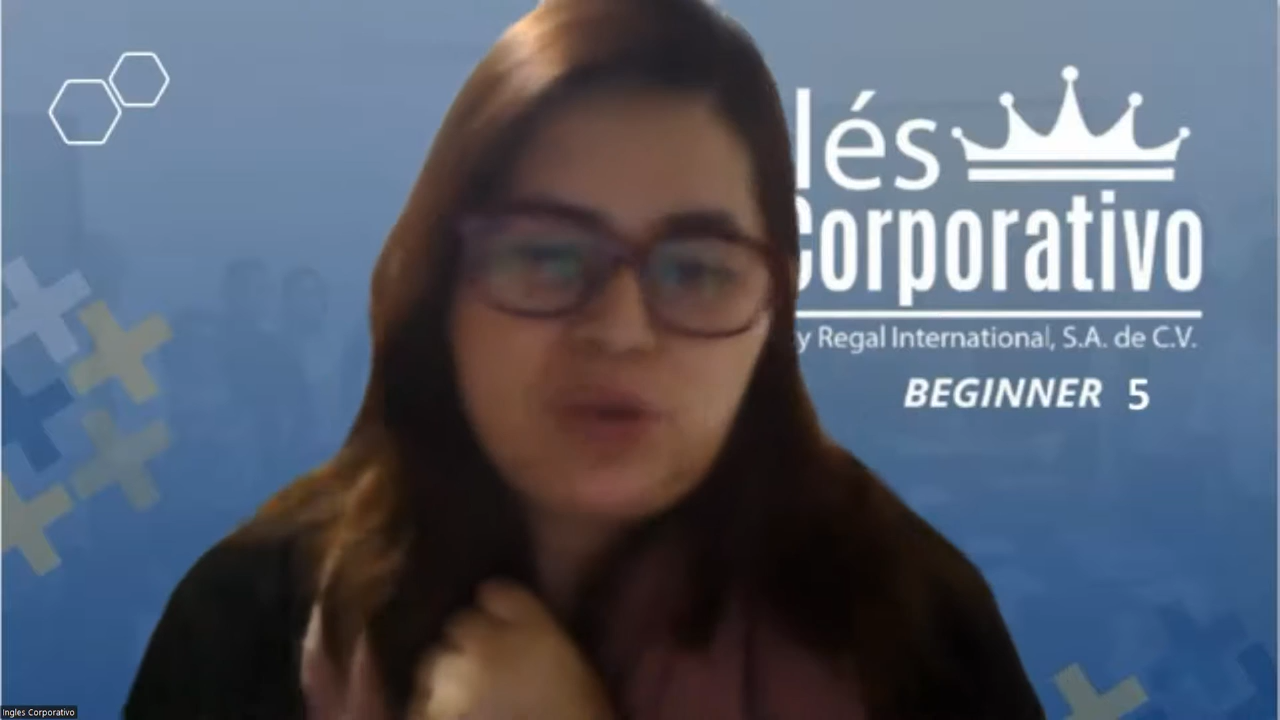 lés
Corporativo
y Regal International, S.A. de C.V.
BEGINNER 5
Ingles Corporativo